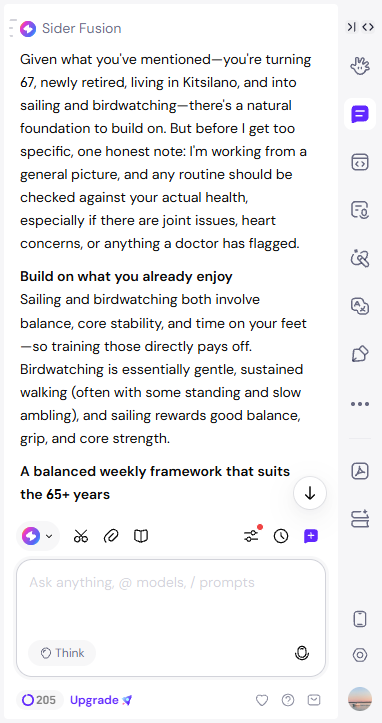 Sider Fusion
Given what you've mentioned—you're turning
67, newly retired, living in Kitsilano, and into
sailing and birdwatching—there's a natural
foundation to build on. But before I get too
specific, one honest note: I'm working from a
general picture, and any routine should be
checked against your actual health,
especially if there are joint issues, heart
concerns, or anything a doctor has flagged.
Build on what you already enjoy
Sailing and birdwatching both involve
balance, core stability, and time on your feet
—so training those directly pays off.
Birdwatching is essentially gentle, sustained
walking (often with some standing and slow
ambling), and sailing rewards good balance,
grip, and core strength.
A balanced weekly framework that suits
the 65+ years
Ask anything, @ models, / prompts
Think
205
Upgrade